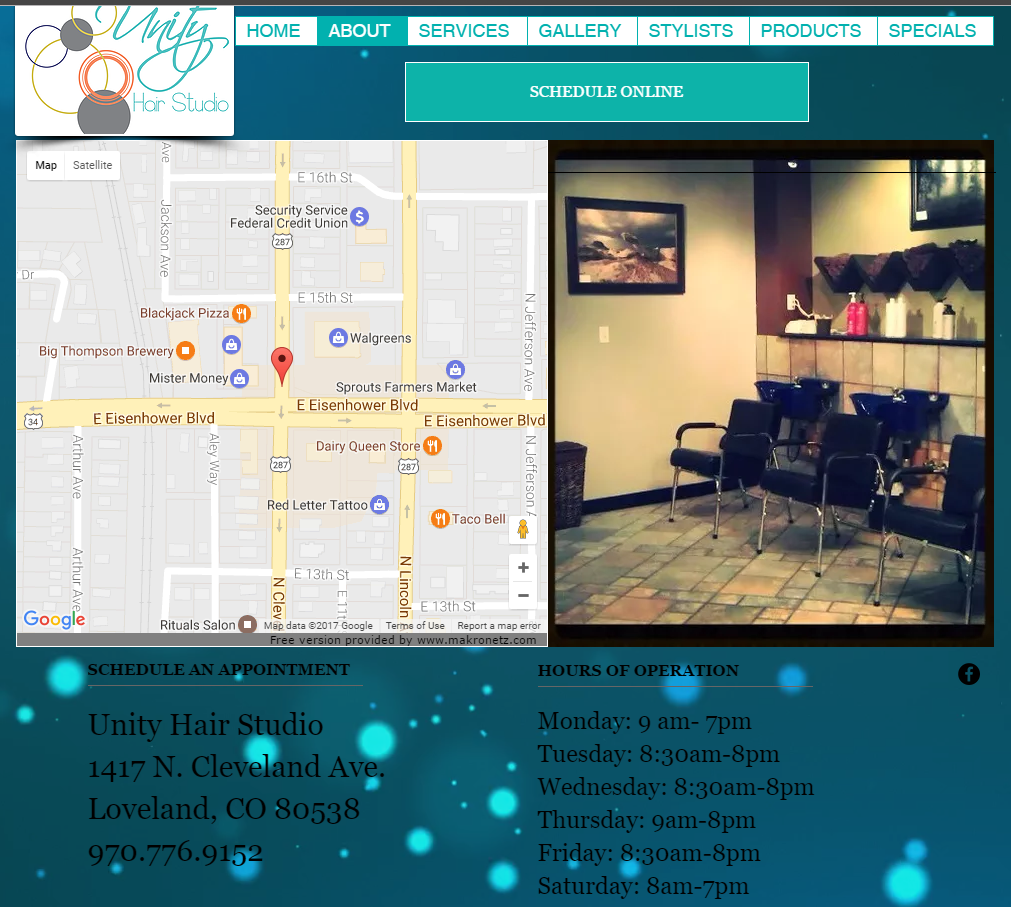 Unity
Hair Studio
HOME ABOUT SERVICES GALLERY STYLISTS PRODUCTS SPECIALS
SCHEDULE ONLINE
Map Satellite
Ave
E 16th St
Jackson Ave
Security Service
Federal Credit Union
287
Dr
E 15th St
N Jefferson Ave
Blackjack Pizza
Walgreens
Big Thompson Brewery
Mister Money
Sprouts Farmers Market
34
E Eisenhower Blvd
E Eisenhower Blvd
E Eisenhower Blvd
Arthur Ave
Aley Way
Dairy Queen Store
N Jefferson A
287
287
Red Letter Tattoo
Taco Bell
Arthur Ave
E 13th St
N Clev
E 11t
N Lincoln
E 13th St
Google
Rituals Salon
Map data ©2017 Google Terms of Use Report a map error
Free version provided by www.makronetz.com
SCHEDULE AN APPOINTMENT
Unity Hair Studio
1417 N. Cleveland Ave.
Loveland, CO 80538
970.776.9152
HOURS OF OPERATION
Monday: 9 am- 7pm
Tuesday: 8:30am-8pm
Wednesday: 8:30am-8pm
Thursday: 9am-8pm
Friday: 8:30am-8pm
Saturday: 8am-7pm